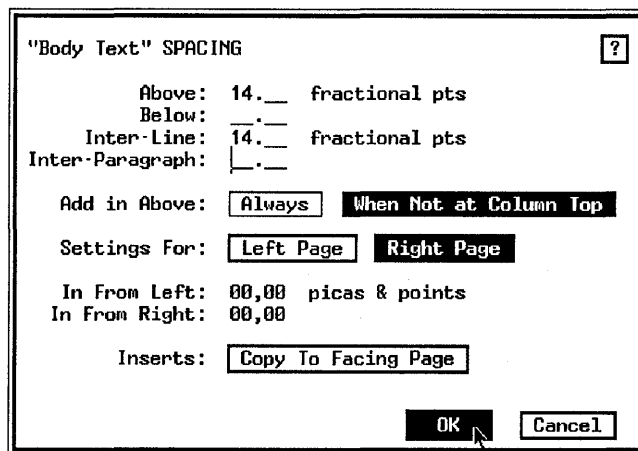 "Body Text" SPACING ?
Above: 14.__ fractional pts
Below: __.__
Inter-Line: 14.__ fractional pts
Inter-Paragraph: __.__
Add in Above: Always When Not at Column Top
Settings For: Left Page Right Page
In From Left: 00,00 picas & points
In From Right: 00,00
Inserts: Copy To Facing Page
OK Cancel